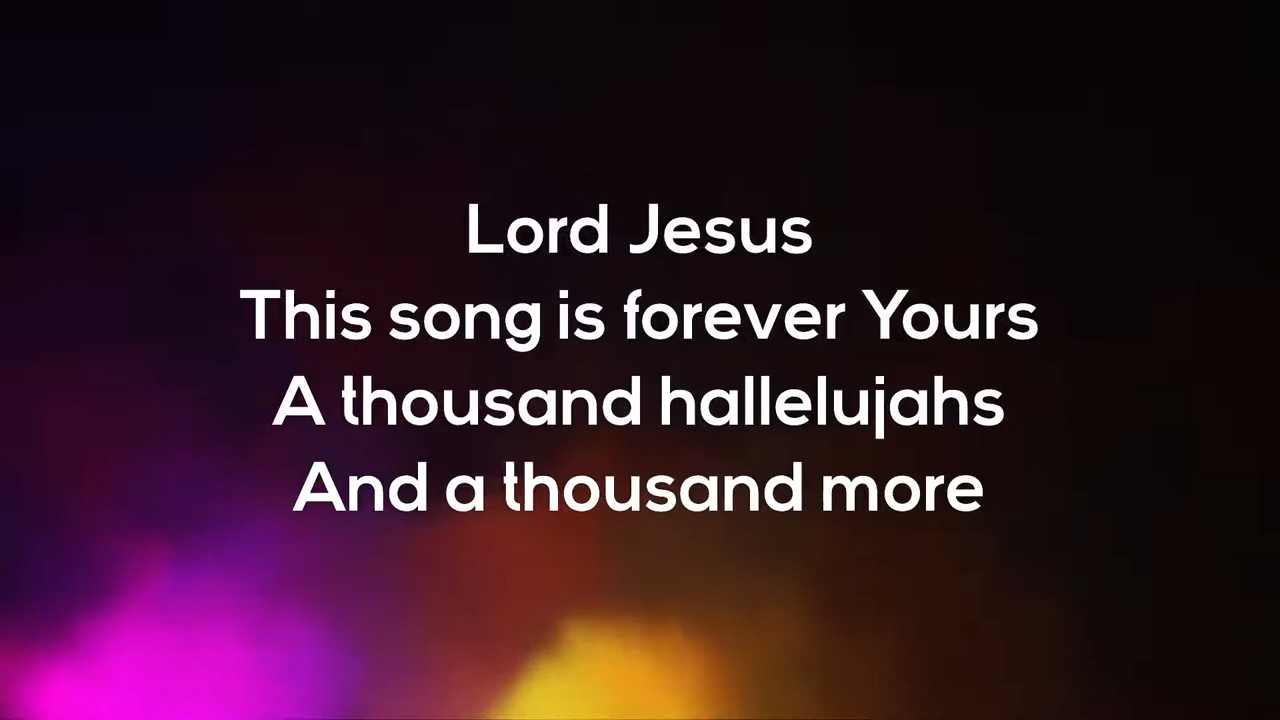 Lord Jesus
This song is forever Yours
A thousand hallelujahs
And a thousand more